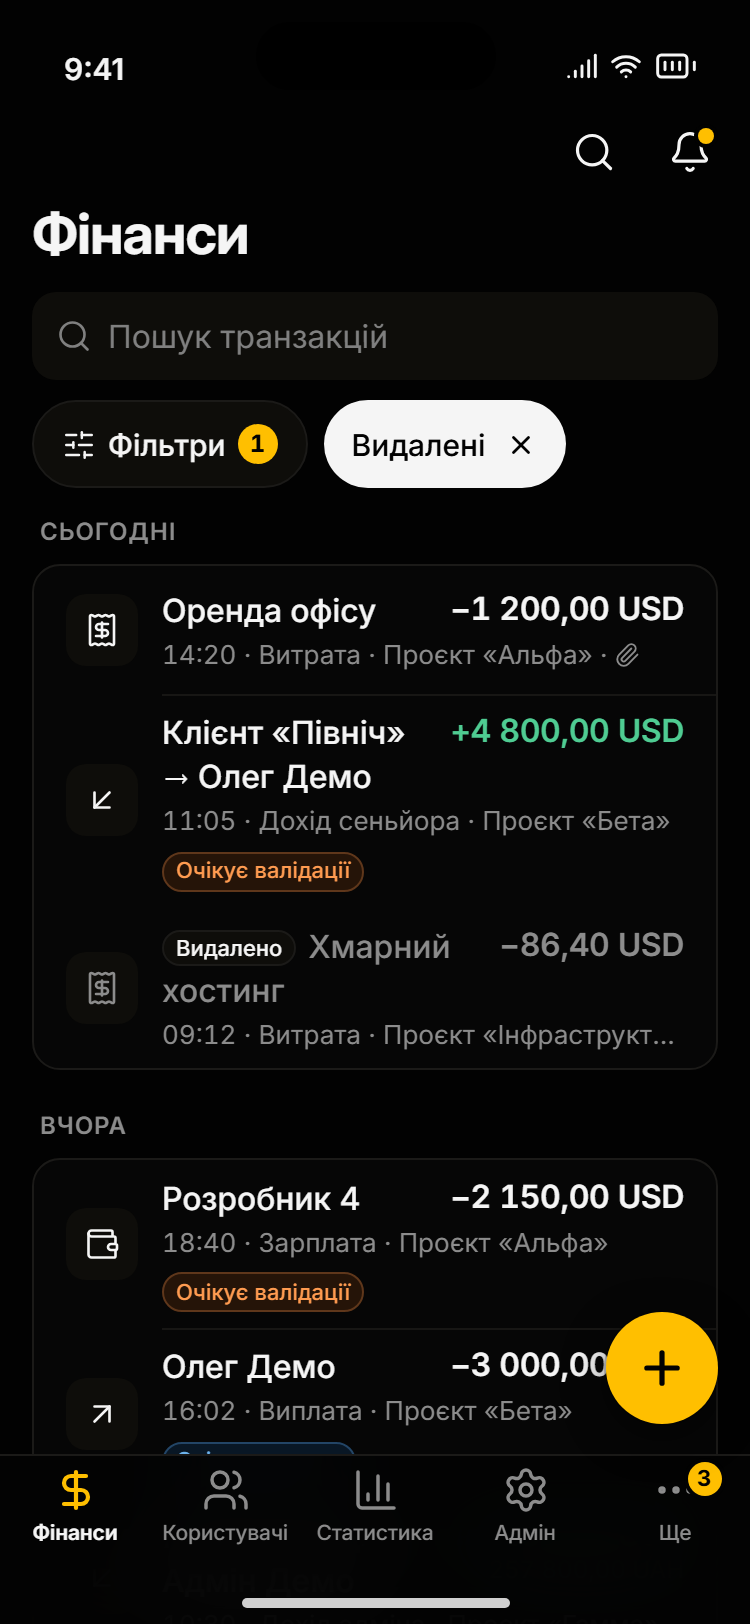 9:41
Фінанси
Пошук транзакцій
Фільтри 1 Видалені
СЬОГОДНІ
Оренда офісу −1 200,00 USD
14:20 · Витрата · Проєкт «Альфа» ·
Клієнт «Північ» +4 800,00 USD
→ Олег Демо
11:05 · Дохід сеньйора · Проєкт «Бета»
Очікує валідації
Видалено Хмарний −86,40 USD
хостинг
09:12 · Витрата · Проєкт «Інфраструкт...
ВЧОРА
Розробник 4 −2 150,00 USD
18:40 · Зарплата · Проєкт «Альфа»
Очікує валідації
Олег Демо −3 000,00
16:02 · Виплата · Проєкт «Бета»
3
Фінанси Користувачі Статистика Адмін Ще